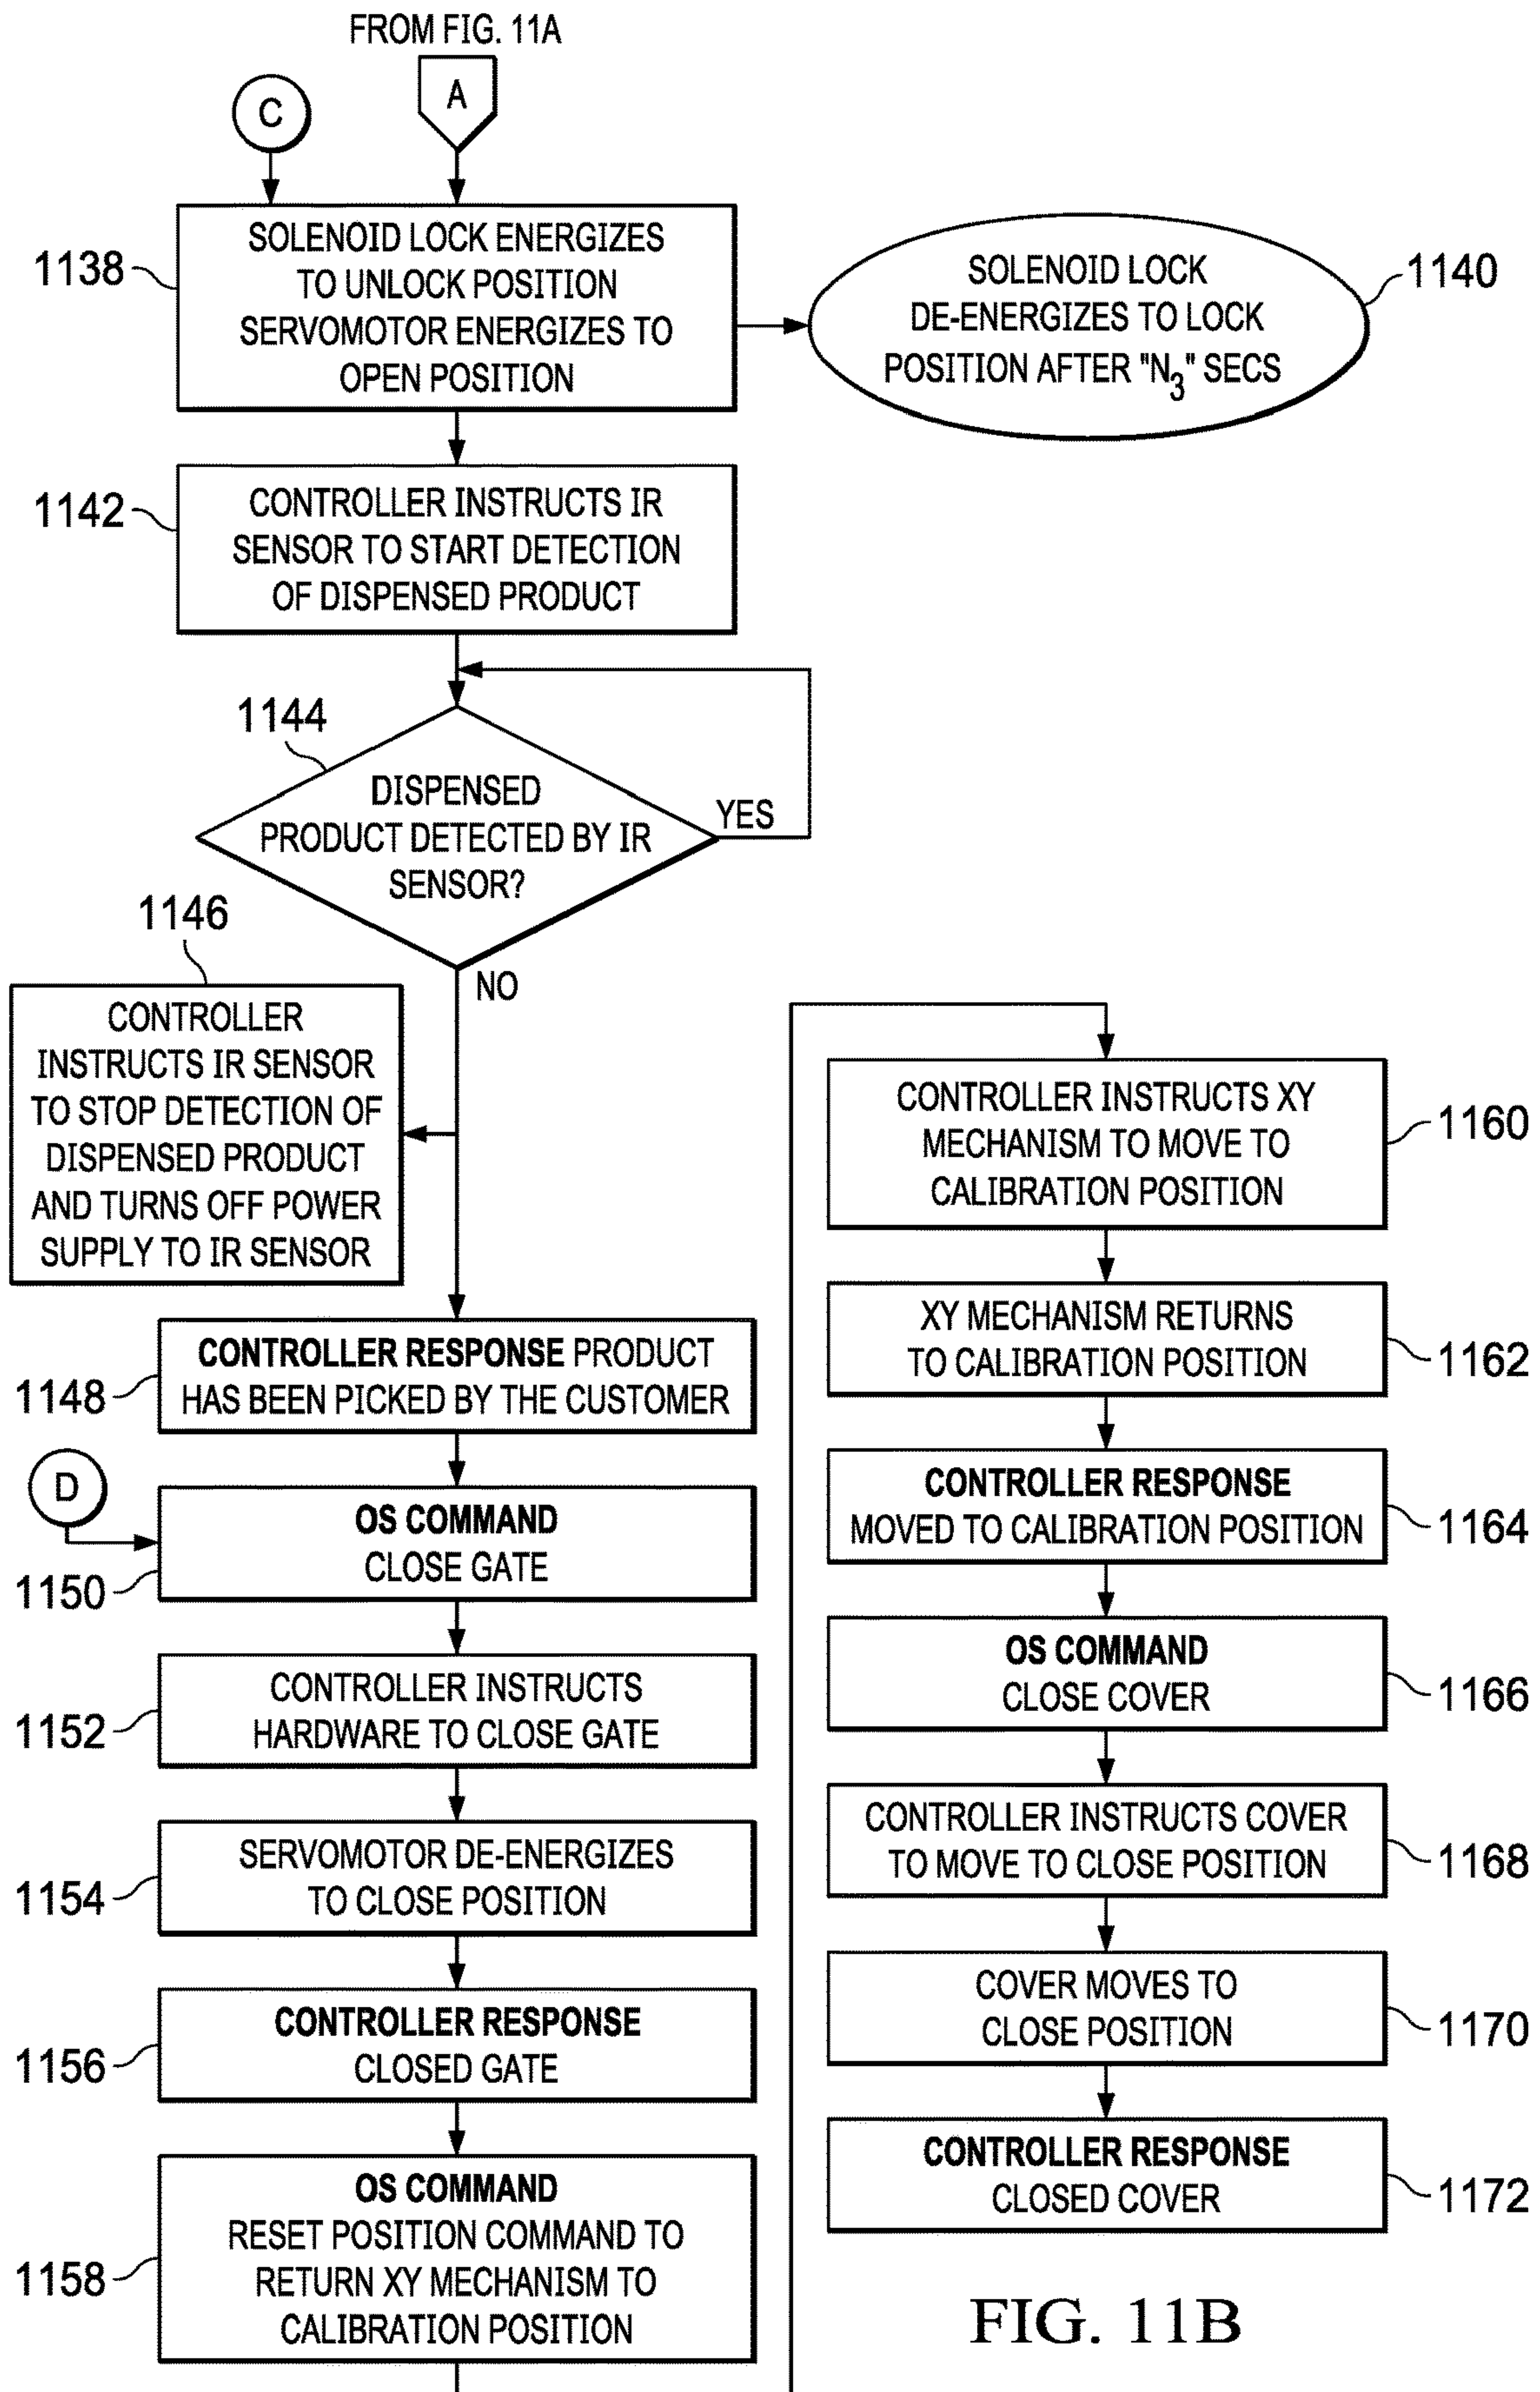 FROM FIG. 11A
C
A
1138
SOLENOID LOCK ENERGIZES
TO UNLOCK POSITION
SERVOMOTOR ENERGIZES TO
OPEN POSITION
1140
SOLENOID LOCK
DE-ENERGIZES TO LOCK
POSITION AFTER "N3" SECS
1142
CONTROLLER INSTRUCTS IR
SENSOR TO START DETECTION
OF DISPENSED PRODUCT
1144
DISPENSED
PRODUCT DETECTED BY IR
SENSOR?
YES
NO
1146
CONTROLLER
INSTRUCTS IR SENSOR
TO STOP DETECTION OF
DISPENSED PRODUCT
AND TURNS OFF POWER
SUPPLY TO IR SENSOR
1148
CONTROLLER RESPONSE PRODUCT
HAS BEEN PICKED BY THE CUSTOMER
D
1150
OS COMMAND
CLOSE GATE
1152
CONTROLLER INSTRUCTS
HARDWARE TO CLOSE GATE
1154
SERVOMOTOR DE-ENERGIZES
TO CLOSE POSITION
1156
CONTROLLER RESPONSE
CLOSED GATE
1158
OS COMMAND
RESET POSITION COMMAND TO
RETURN XY MECHANISM TO
CALIBRATION POSITION
CONTROLLER INSTRUCTS XY
MECHANISM TO MOVE TO
CALIBRATION POSITION
1160
XY MECHANISM RETURNS
TO CALIBRATION POSITION
1162
CONTROLLER RESPONSE
MOVED TO CALIBRATION POSITION
1164
OS COMMAND
CLOSE COVER
1166
CONTROLLER INSTRUCTS COVER
TO MOVE TO CLOSE POSITION
1168
COVER MOVES TO
CLOSE POSITION
1170
CONTROLLER RESPONSE
CLOSED COVER
1172
FIG. 11B